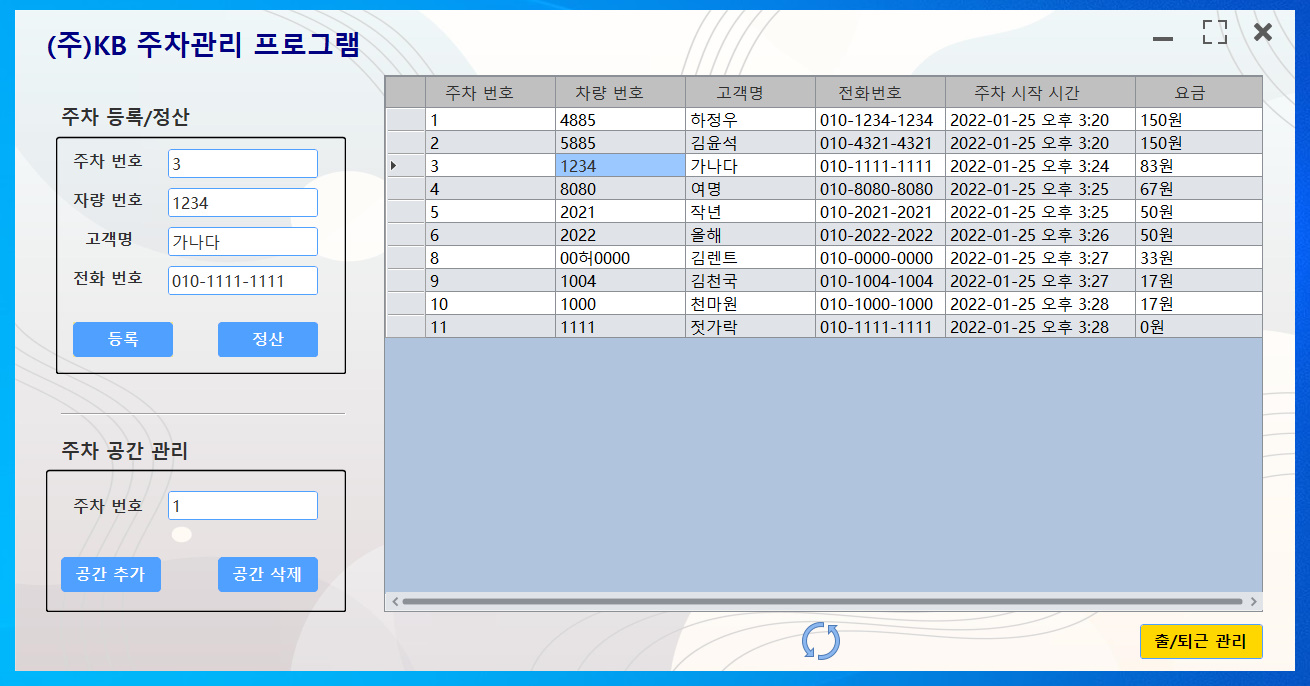 (주)KB 주차관리 프로그램
주차 등록/정산
주차 번호 3
자량 번호 1234
고객명 가나다
전화 번호 010-1111-1111
등록 정산
주차 공간 관리
주차 번호 1
공간 추가 공간 삭제
주차 번호 차량 번호 고객명 전화번호 주차 시작 시간 요금
1 4885 하정우 010-1234-1234 2022-01-25 오후 3:20 150원
2 5885 김윤석 010-4321-4321 2022-01-25 오후 3:20 150원
3 1234 가나다 010-1111-1111 2022-01-25 오후 3:24 83원
4 8080 여명 010-8080-8080 2022-01-25 오후 3:25 67원
5 2021 작년 010-2021-2021 2022-01-25 오후 3:25 50원
6 2022 올해 010-2022-2022 2022-01-25 오후 3:26 50원
8 00허0000 김렌트 010-0000-0000 2022-01-25 오후 3:27 33원
9 1004 김천국 010-1004-1004 2022-01-25 오후 3:27 17원
10 1000 천마원 010-1000-1000 2022-01-25 오후 3:28 17원
11 1111 젓가락 010-1111-1111 2022-01-25 오후 3:28 0원
출/퇴근 관리